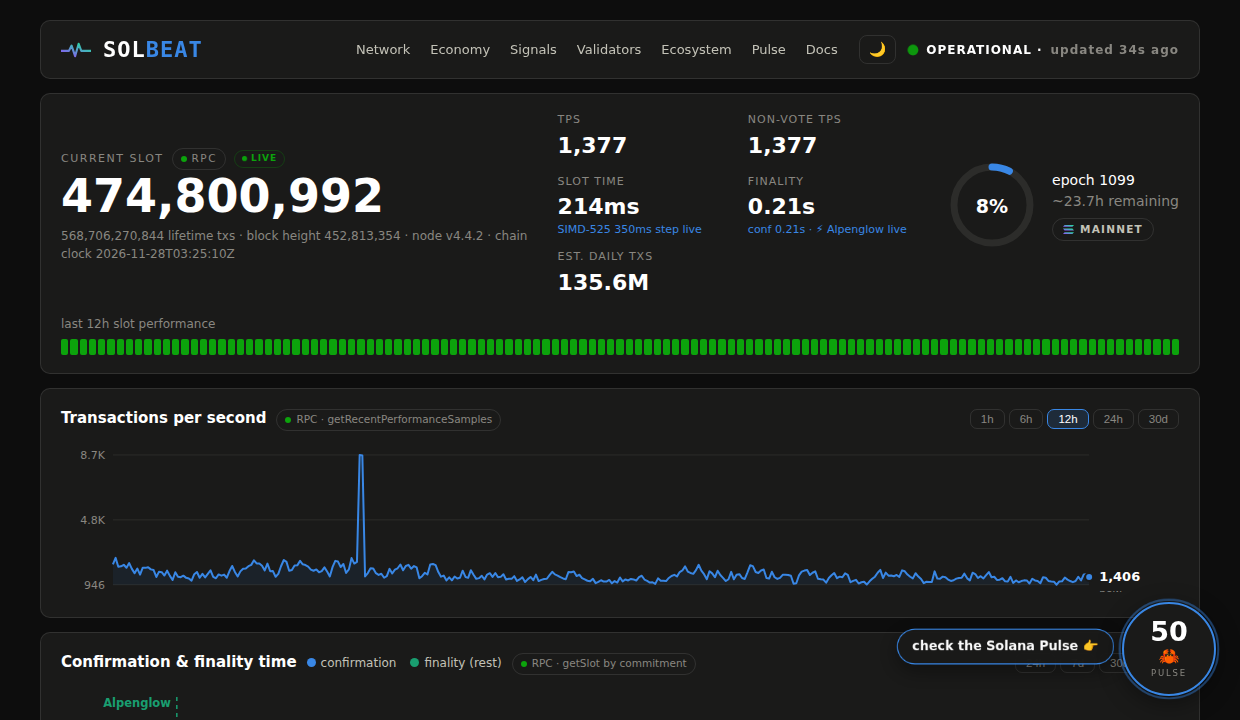 SOLBEAT
Network Economy Signals Validators Ecosystem Pulse Docs
OPERATIONAL · updated 34s ago
CURRENT SLOT RPC LIVE
474,800,992
568,706,270,844 lifetime txs · block height 452,813,354 · node v4.4.2 · chain
clock 2026-11-28T03:25:10Z
TPS
1,377
NON-VOTE TPS
1,377
SLOT TIME
214ms
SIMD-525 350ms step live
FINALITY
0.21s
conf 0.21s · ⚡ Alpenglow live
EST. DAILY TXS
135.6M
8%
epoch 1099
~23.7h remaining
MAINNET
last 12h slot performance
Transactions per second RPC · getRecentPerformanceSamples
1h 6h 12h 24h 30d
8.7K
4.8K
946
1,406
Confirmation & finality time confirmation finality (rest) RPC · getSlot by commitment
check the Solana Pulse 👉
50
PULSE
Alpenglow